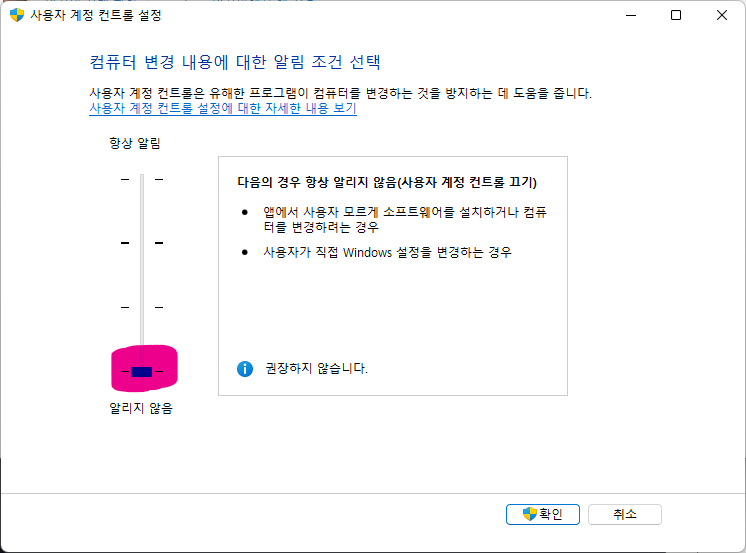 사용자 계정 컨트롤 설정
컴퓨터 변경 내용에 대한 알림 조건 선택
사용자 계정 컨트롤은 유해한 프로그램이 컴퓨터를 변경하는 것을 방지하는 데 도움을 줍니다.
사용자 계정 컨트롤 설정에 대한 자세한 내용 보기
항상 알림
다음의 경우 항상 알리지 않음(사용자 계정 컨트롤 끄기)
● 앱에서 사용자 모르게 소프트웨어를 설치하거나 컴퓨
터를 변경하려는 경우
● 사용자가 직접 Windows 설정을 변경하는 경우
권장하지 않습니다.
알리지 않음
확인
취소